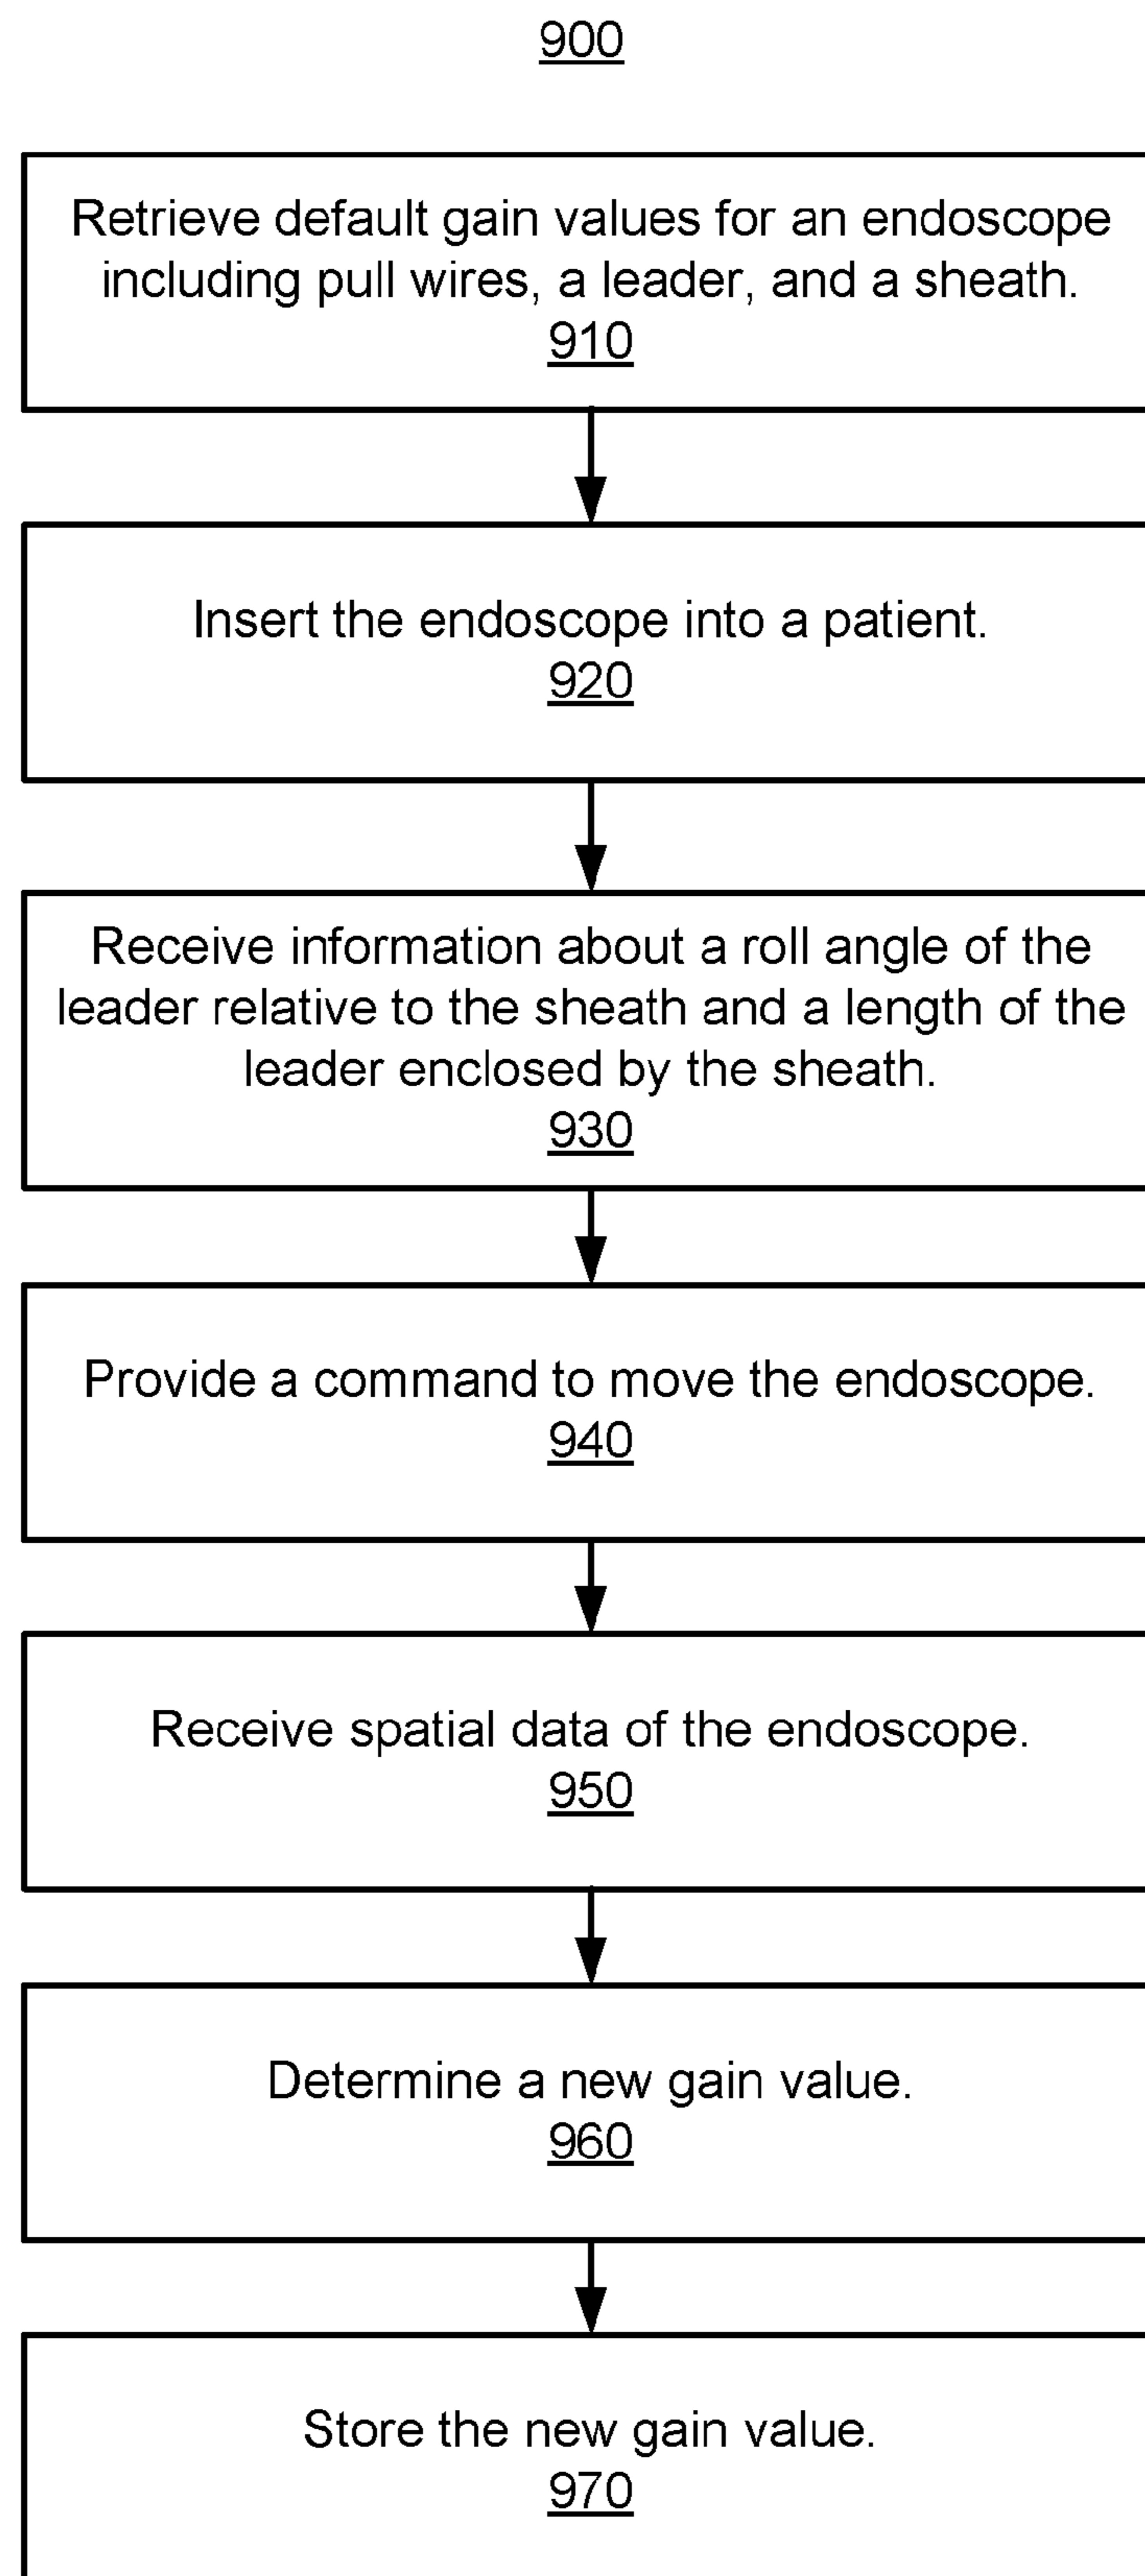 900
Retrieve default gain values for an endoscope
including pull wires, a leader, and a sheath.
910
Insert the endoscope into a patient.
920
Receive information about a roll angle of the
leader relative to the sheath and a length of the
leader enclosed by the sheath.
930
Provide a command to move the endoscope.
940
Receive spatial data of the endoscope.
950
Determine a new gain value.
960
Store the new gain value.
970